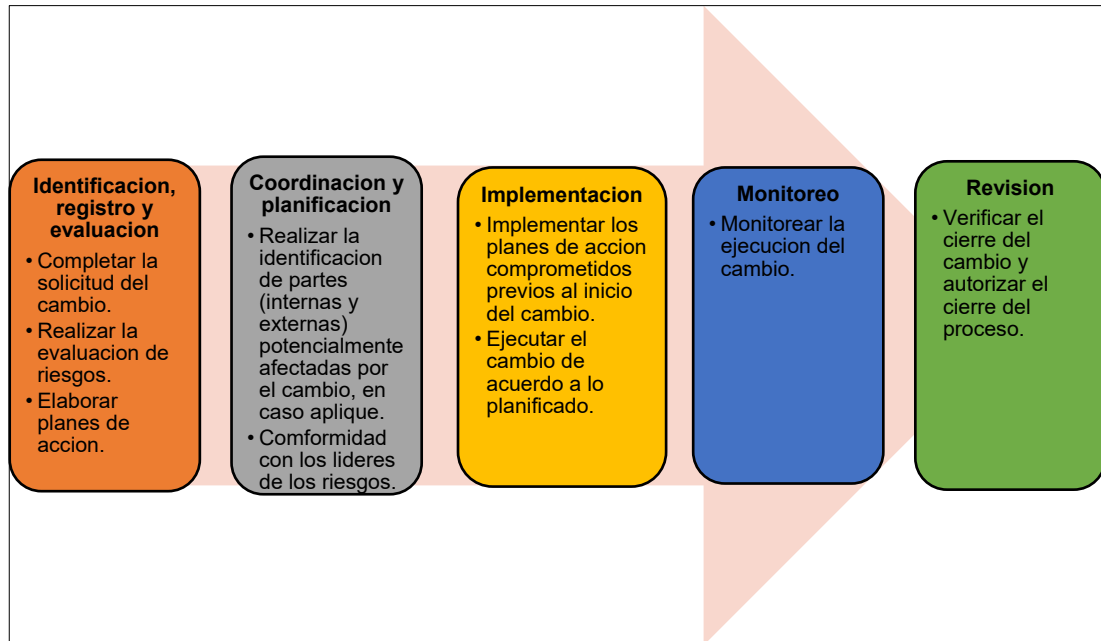 Identificacion,
registro y
evaluacion
• Completar la
solicitud del
cambio.
• Realizar la
evaluacion de
riesgos.
• Elaborar
planes de
accion.
Coordinacion y
planificacion
• Realizar la
identificacion
de partes
(internas y
externas)
potencialmente
afectadas por
el cambio, en
caso aplique.
• Comformidad
con los lideres
de los riesgos.
Implementacion
• Implementar los
planes de accion
comprometidos
previos al inicio
del cambio.
• Ejecutar el
cambio de
acuerdo a lo
planificado.
Monitoreo
• Monitorear la
ejecucion del
cambio.
Revision
• Verificar el
cierre del
cambio y
autorizar el
cierre del
proceso.